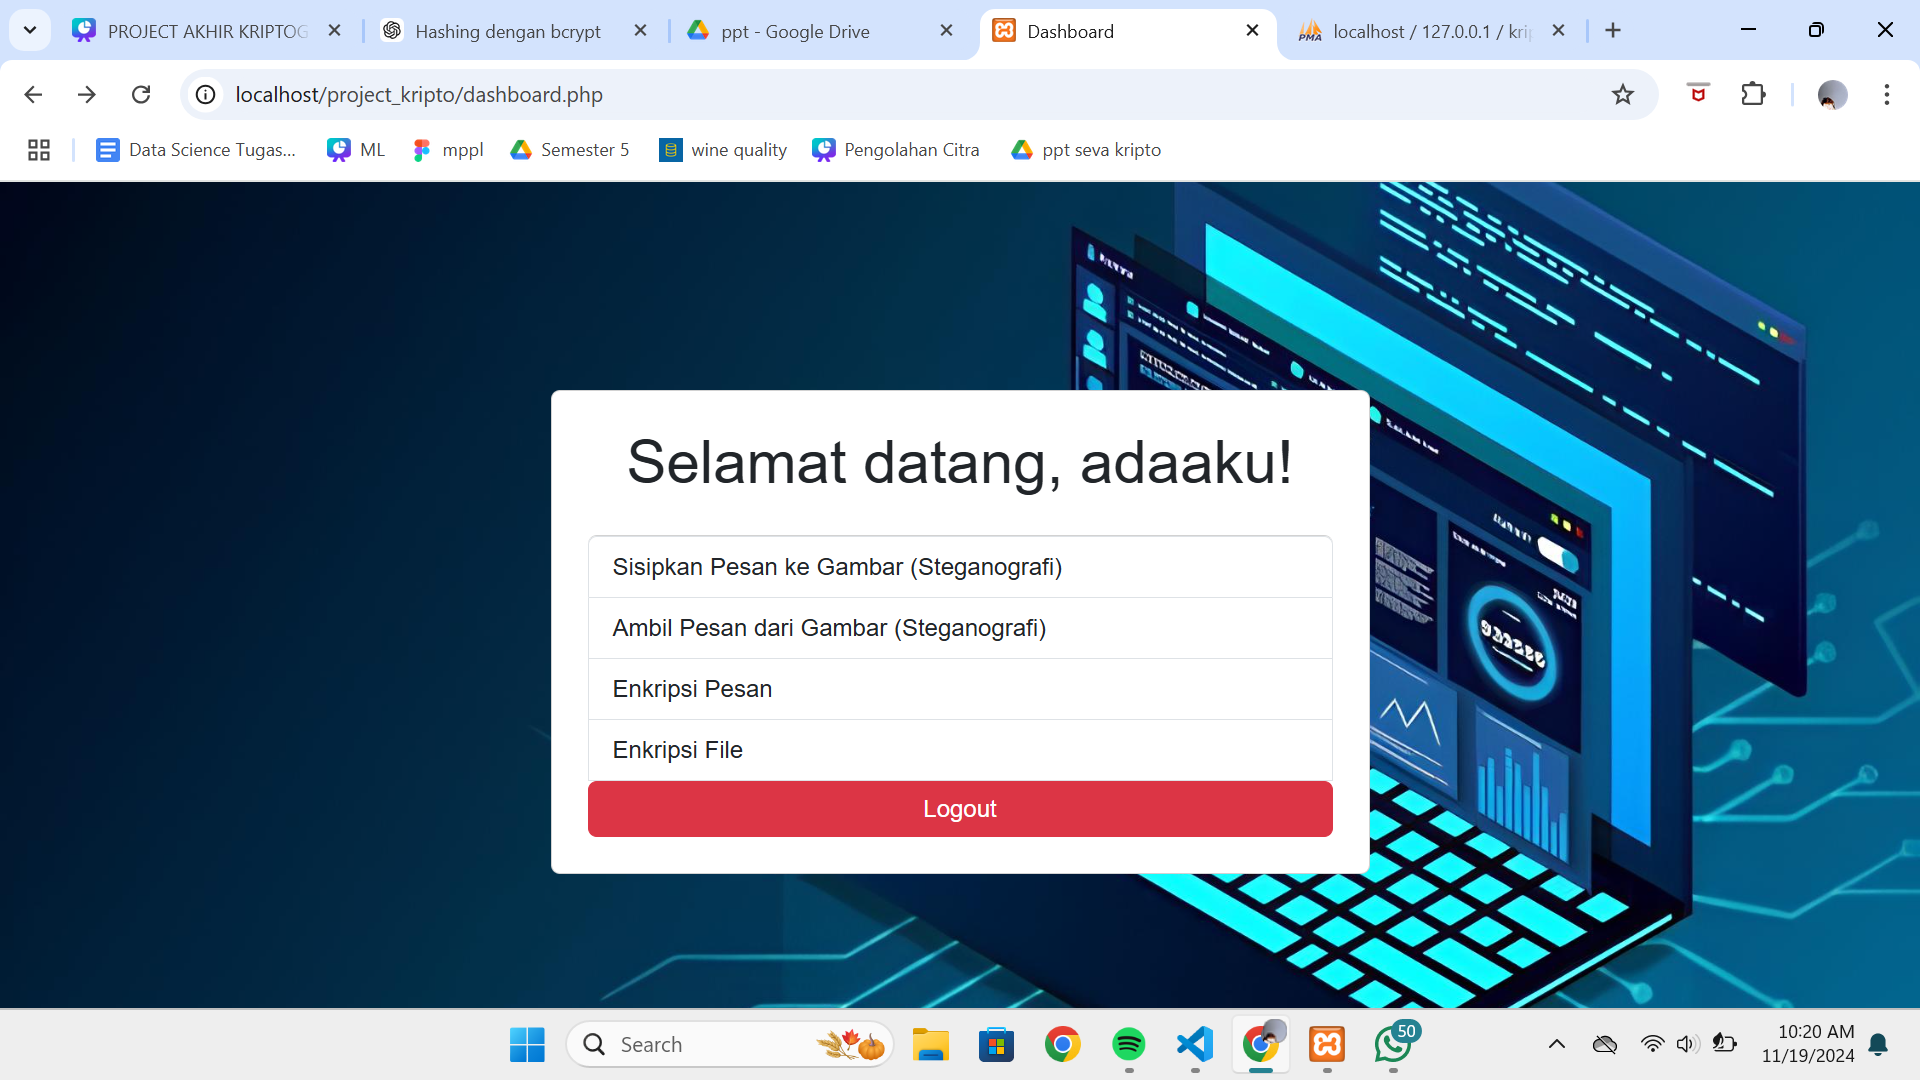 PROJECT AKHIR KRIPTOG
Hashing dengan bcrypt
ppt - Google Drive
Dashboard
PMA
localhost / 127.0.0.1 / krip
localhost/project_kripto/dashboard.php
Data Science Tugas...
ML
mppl
Semester 5
wine quality
Pengolahan Citra
ppt seva kripto
Selamat datang, adaaku!
Sisipkan Pesan ke Gambar (Steganografi)
Ambil Pesan dari Gambar (Steganografi)
Enkripsi Pesan
Enkripsi File
Logout
Search
50
10:20 AM
11/19/2024